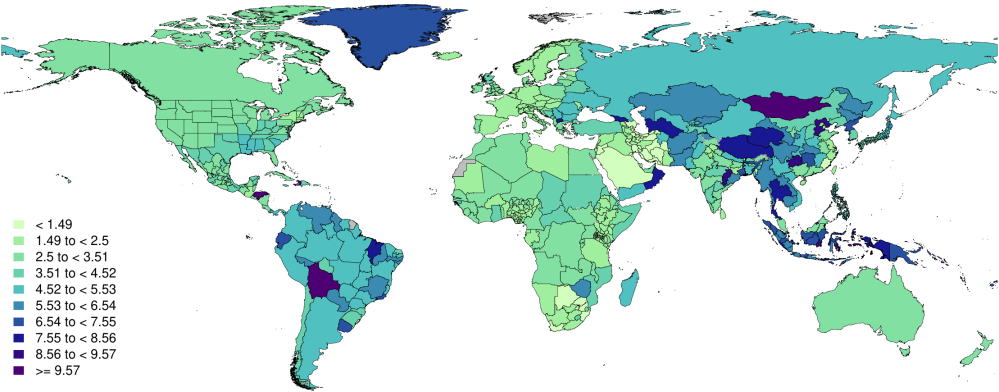 < 1.49
1.49 to < 2.5
2.5 to < 3.51
3.51 to < 4.52
4.52 to < 5.53
5.53 to < 6.54
6.54 to < 7.55
7.55 to < 8.56
8.56 to < 9.57
>= 9.57